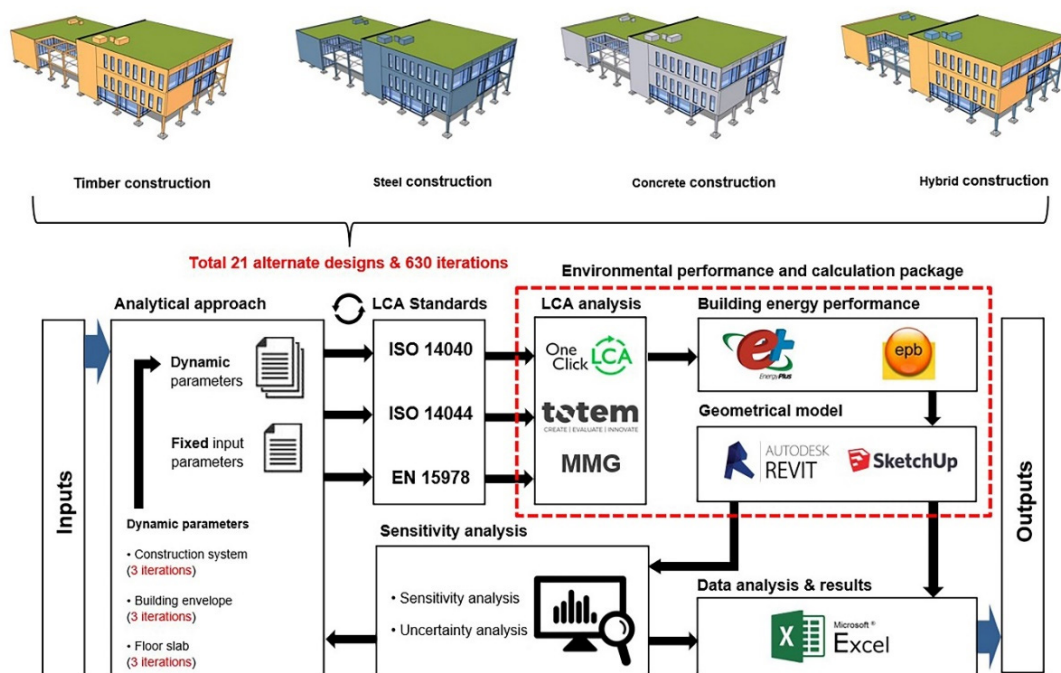 Timber construction
Steel construction
Concrete construction
Hybrid construction
Total 21 alternate designs & 630 iterations
Environmental performance and calculation package
Analytical approach
LCA Standards
LCA analysis
Building energy performance
Inputs
Dynamic
parameters
Fixed input
parameters
Dynamic parameters
• Construction system
(3 iterations)
• Building envelope
(3 iterations)
• Floor slab
(3 iterations)
ISO 14040
ISO 14044
EN 15978
One
Click LCA
totem
CREATE | EVALUATE | INNOVATE
MMG
e+
EnergyPlus
epb
Geometrical model
R
AUTODESK
REVIT
SketchUp
Sensitivity analysis
• Sensitivity analysis
• Uncertainty analysis
Data analysis & results
X
Microsoft ®
Excel
Outputs